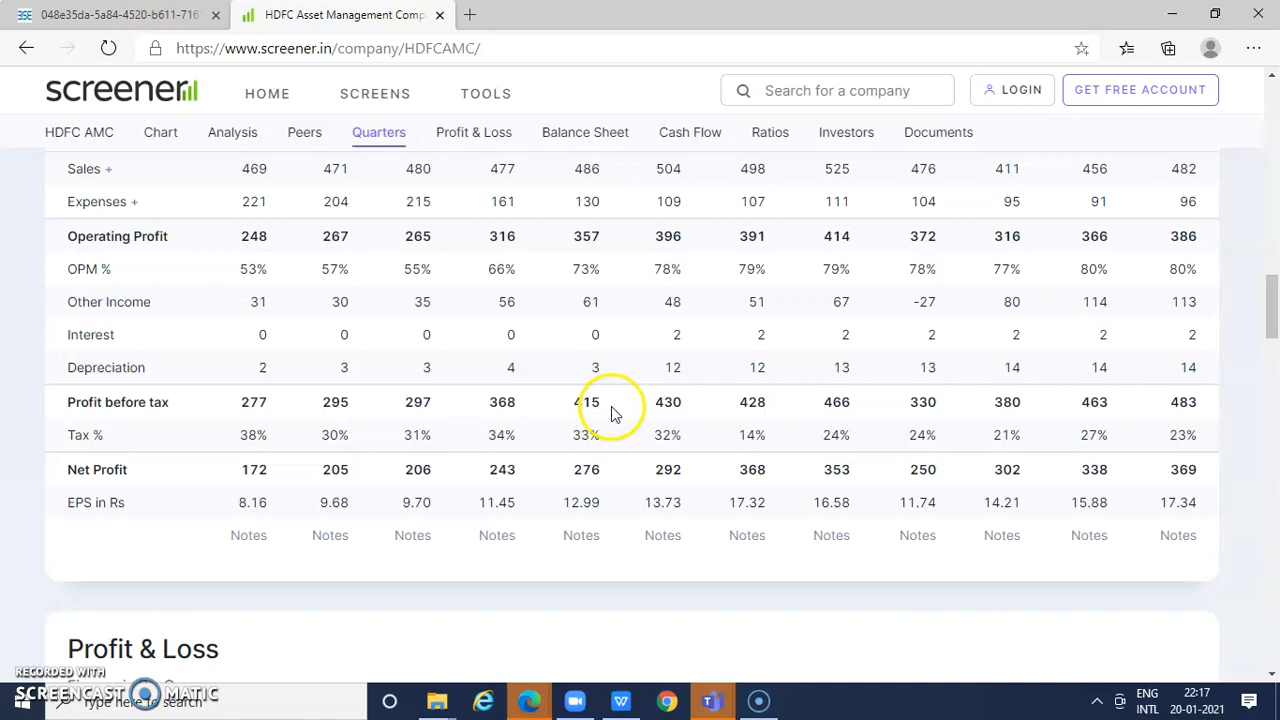 048e35da-5a84-4520-b611-716
HDFC Asset Management Comp
https://www.screener.in/company/HDFCAMC/
screener
HOME SCREENS TOOLS
Search for a company
LOGIN
GET FREE ACCOUNT
HDFC AMC Chart Analysis Peers Quarters Profit & Loss Balance Sheet Cash Flow Ratios Investors Documents
Sales + 469 471 480 477 486 504 498 525 476 411 456 482
Expenses + 221 204 215 161 130 109 107 111 104 95 91 96
Operating Profit 248 267 265 316 357 396 391 414 372 316 366 386
OPM % 53% 57% 55% 66% 73% 78% 79% 79% 78% 77% 80% 80%
Other Income 31 30 35 56 61 48 51 67 -27 80 114 113
Interest 0 0 0 0 0 2 2 2 2 2 2 2
Depreciation 2 3 3 4 3 12 12 13 13 14 14 14
Profit before tax 277 295 297 368 415 430 428 466 330 380 463 483
Tax % 38% 30% 31% 34% 33% 32% 14% 24% 24% 21% 27% 23%
Net Profit 172 205 206 243 276 292 368 353 250 302 338 369
EPS in Rs 8.16 9.68 9.70 11.45 12.99 13.73 17.32 16.58 11.74 14.21 15.88 17.34
Notes Notes Notes Notes Notes Notes Notes Notes Notes Notes Notes Notes
Profit & Loss
RECORDED WITH
SCREENCAST MATIC
Type here to search
ENG
INTL
22:17
20-01-2021